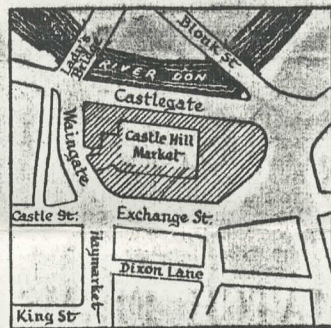 Blonk St.
Lady's
Bridge
RIVER DON
Castlegate
Waingate
Castle Hill
Market
Castle St.
Exchange St.
Haymarket
Dixon Lane
King St